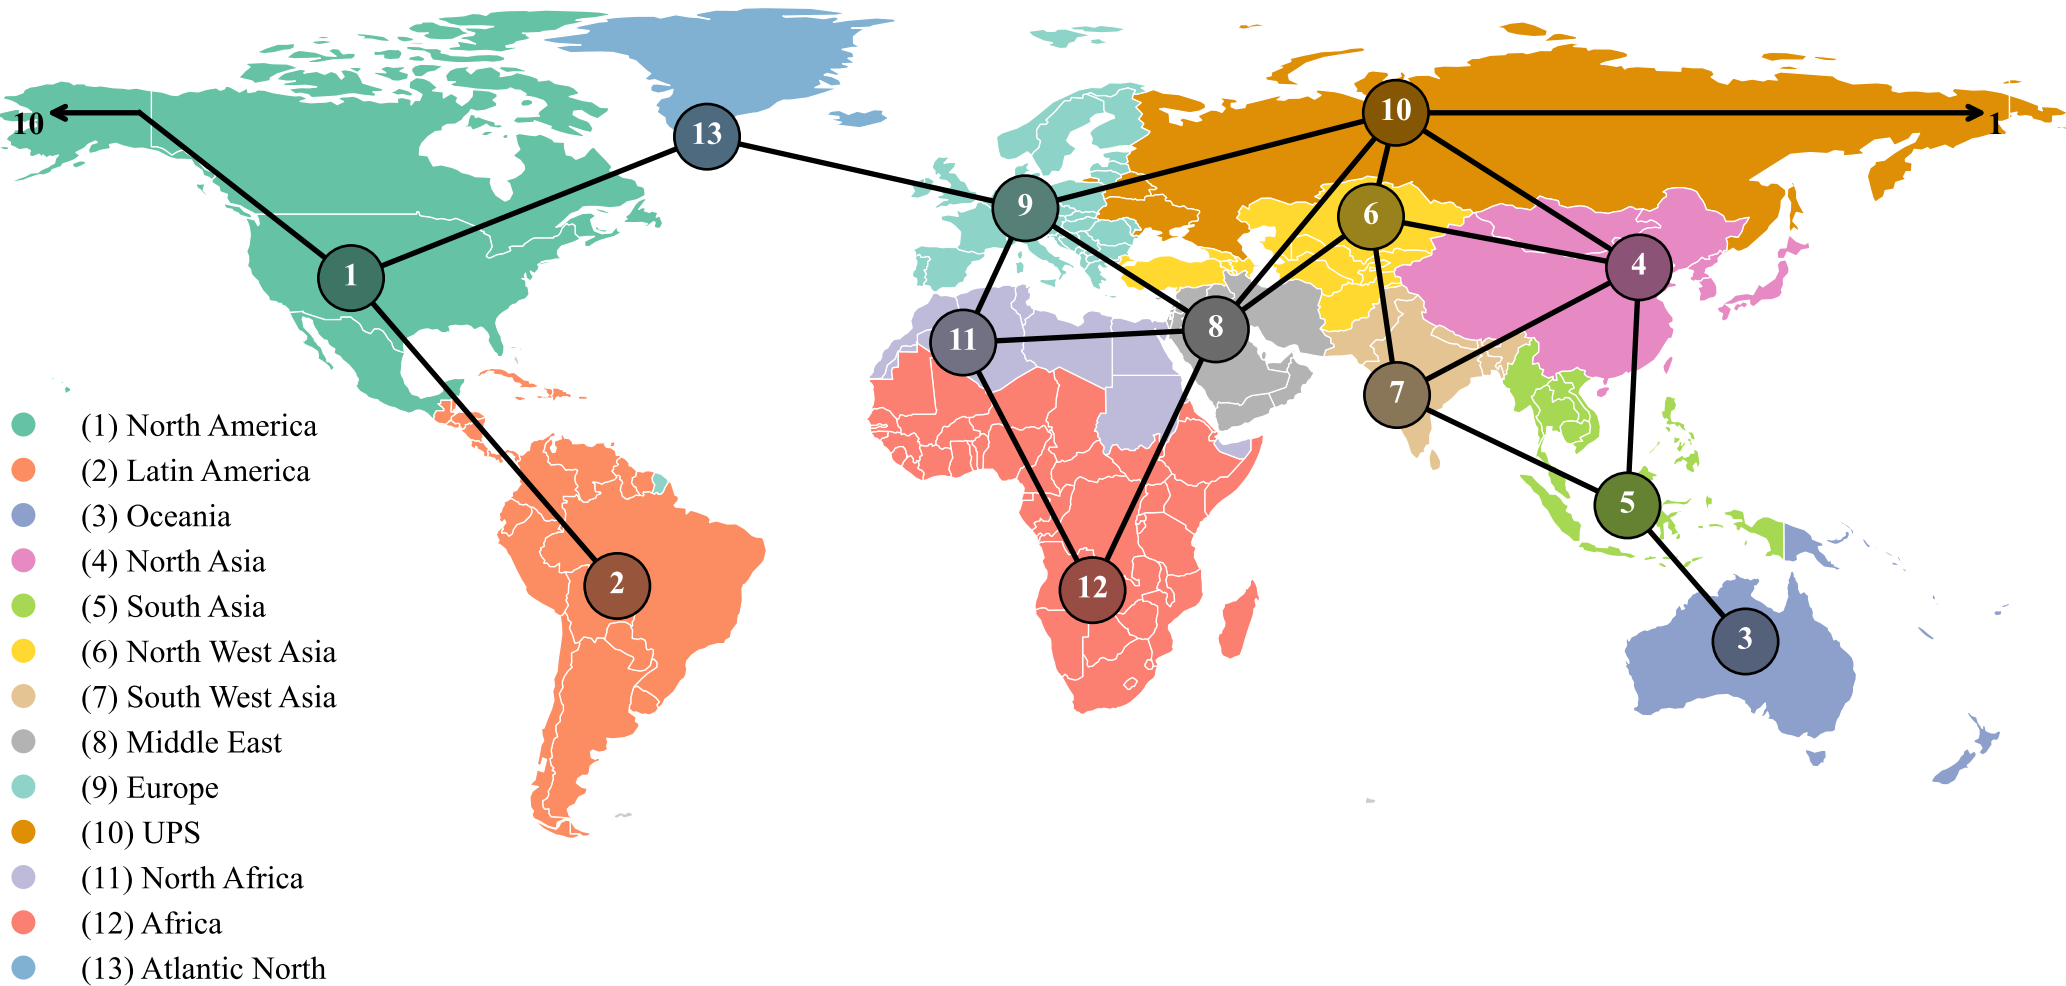 10
13
10
1
9
6
1
4
8
11
7
5
2
12
3
(1) North America
(2) Latin America
(3) Oceania
(4) North Asia
(5) South Asia
(6) North West Asia
(7) South West Asia
(8) Middle East
(9) Europe
(10) UPS
(11) North Africa
(12) Africa
(13) Atlantic North